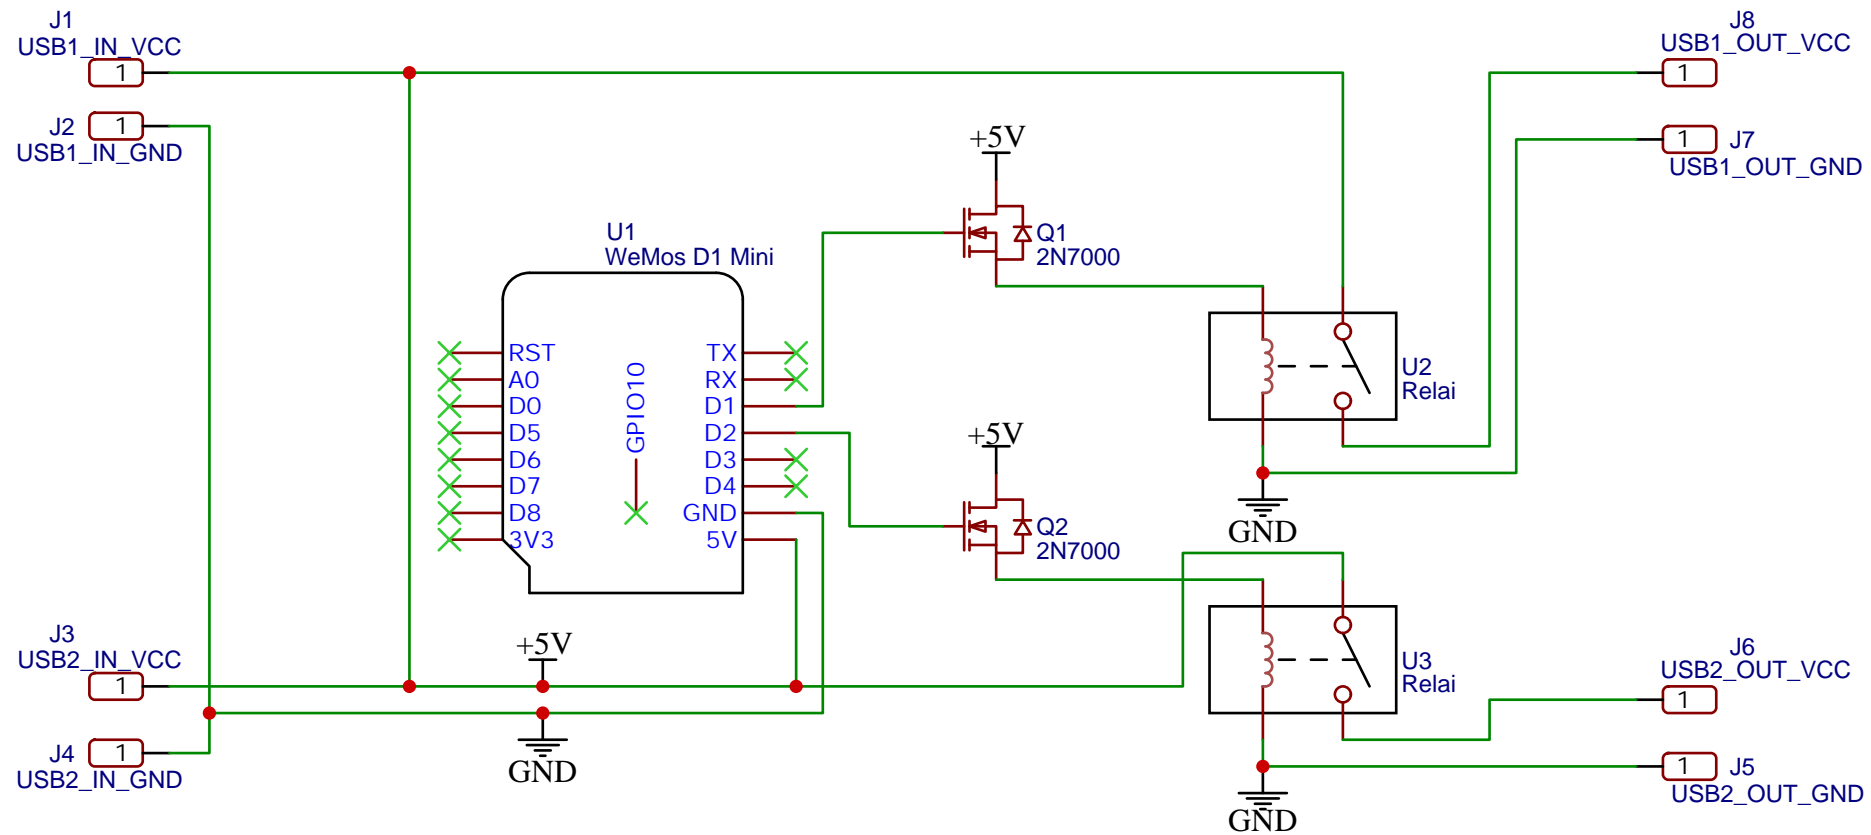 J1
USB1_IN_VCC
1
J2
1
USB1_IN_GND
J8
USB1_OUT_VCC
1
1
J7
USB1_OUT_GND
+5V
Q1
2N7000
U1
WeMos D1 Mini
RST
A0
D0
D5
D6
D7
D8
3V3
GPIO10
TX
RX
D1
D2
D3
D4
GND
5V
U2
Relai
GND
+5V
Q2
2N7000
J3
USB2_IN_VCC
1
+5V
GND
J4
1
USB2_IN_GND
U3
Relai
GND
J6
USB2_OUT_VCC
1
1
J5
USB2_OUT_GND